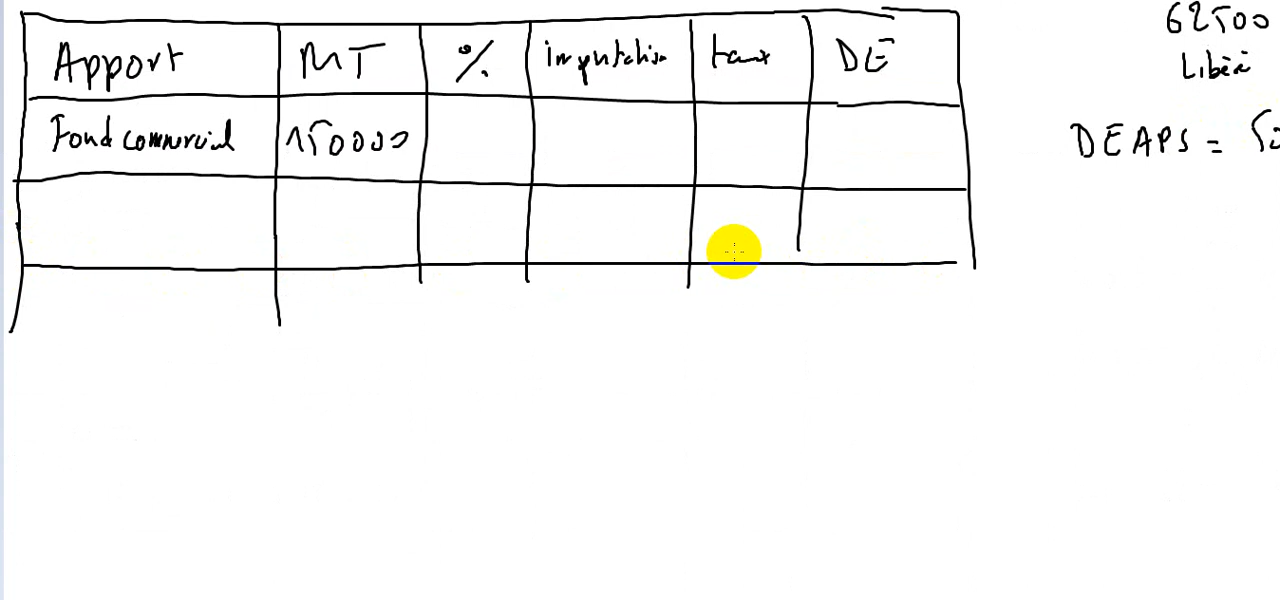 Apport MT % imputation taux DE
Fond commercial 150000
62500
Libéré
DEAPS =